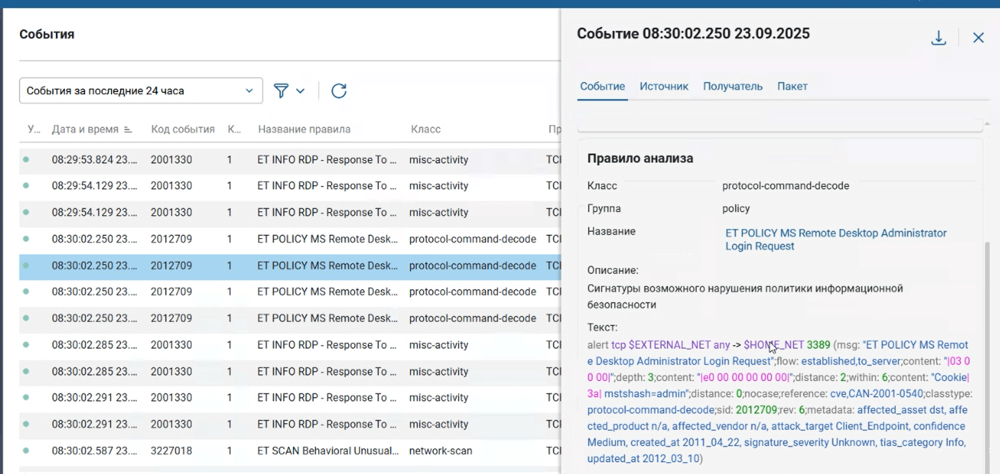 События
События за последние 24 часа
У... Дата и время Код события К... Название правила Класс Пр
08:29:53.824 23.... 2001330 1 ET INFO RDP - Response To ... misc-activity TCI
08:29:54.129 23.... 2001330 1 ET INFO RDP - Response To ... misc-activity TCI
08:29:54.129 23.... 2001330 1 ET INFO RDP - Response To ... misc-activity TCI
08:30:02.250 23.... 2012709 1 ET POLICY MS Remote Desk... protocol-command-decode TCI
08:30:02.250 23.... 2012709 1 ET POLICY MS Remote Desk... protocol-command-decode TCI
08:30:02.250 23.... 2012709 1 ET POLICY MS Remote Desk... protocol-command-decode TCI
08:30:02.250 23.... 2012709 1 ET POLICY MS Remote Desk... protocol-command-decode TCI
08:30:02.285 23.... 2001330 1 ET INFO RDP - Response To ... misc-activity TCI
08:30:02.285 23.... 2001330 1 ET INFO RDP - Response To ... misc-activity TCI
08:30:02.291 23.... 2001330 1 ET INFO RDP - Response To ... misc-activity TCI
08:30:02.291 23.... 2001330 1 ET INFO RDP - Response To ... misc-activity TCI
08:30:02.587 23.... 3227018 1 ET SCAN Behavioral Unusual... network-scan TCI
Событие 08:30:02.250 23.09.2025
Событие Источник Получатель Пакет
Правило анализа
Класс protocol-command-decode
Группа policy
Название ET POLICY MS Remote Desktop Administrator
Login Request
Описание:
Сигнатуры возможного нарушения политики информационной
безопасности
Текст:
alert tcp $EXTERNAL_NET any -> $HOME_NET 3389 (msg: "ET POLICY MS Remot
e Desktop Administrator Login Request";flow: established,to_server;content: "|03 0
0 00|";depth: 3;content: "|e0 00 00 00 00 00|";distance: 2;within: 6;content: "Cookie|
3a| mstshash=admin";distance: 0;nocase;reference: cve,CAN-2001-0540;classtype:
protocol-command-decode;sid: 2012709;rev: 6;metadata: affected_asset dst, affe
cted_product n/a, affected_vendor n/a, attack_target Client_Endpoint, confidence
Medium, created_at 2011_04_22, signature_severity Unknown, tias_category Info,
updated_at 2012_03_10)